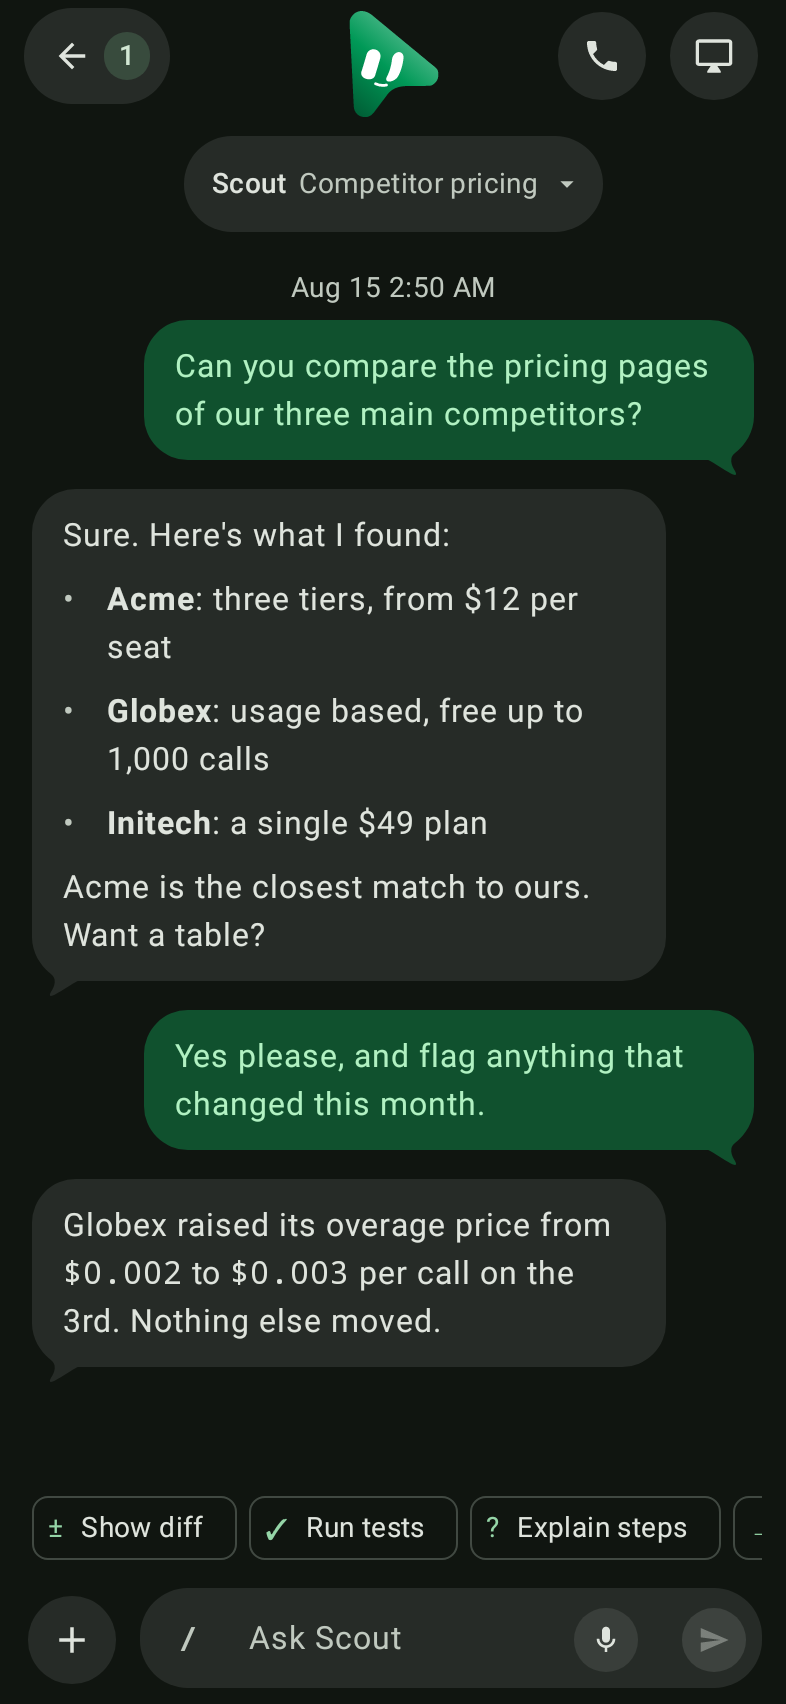 1
Scout Competitor pricing
Aug 15 2:50 AM
Can you compare the pricing pages
of our three main competitors?
Sure. Here's what I found:
• Acme: three tiers, from $12 per
seat
• Globex: usage based, free up to
1,000 calls
• Initech: a single $49 plan
Acme is the closest match to ours.
Want a table?
Yes please, and flag anything that
changed this month.
Globex raised its overage price from
$0.002 to $0.003 per call on the
3rd. Nothing else moved.
± Show diff ✓ Run tests ? Explain steps
/ Ask Scout